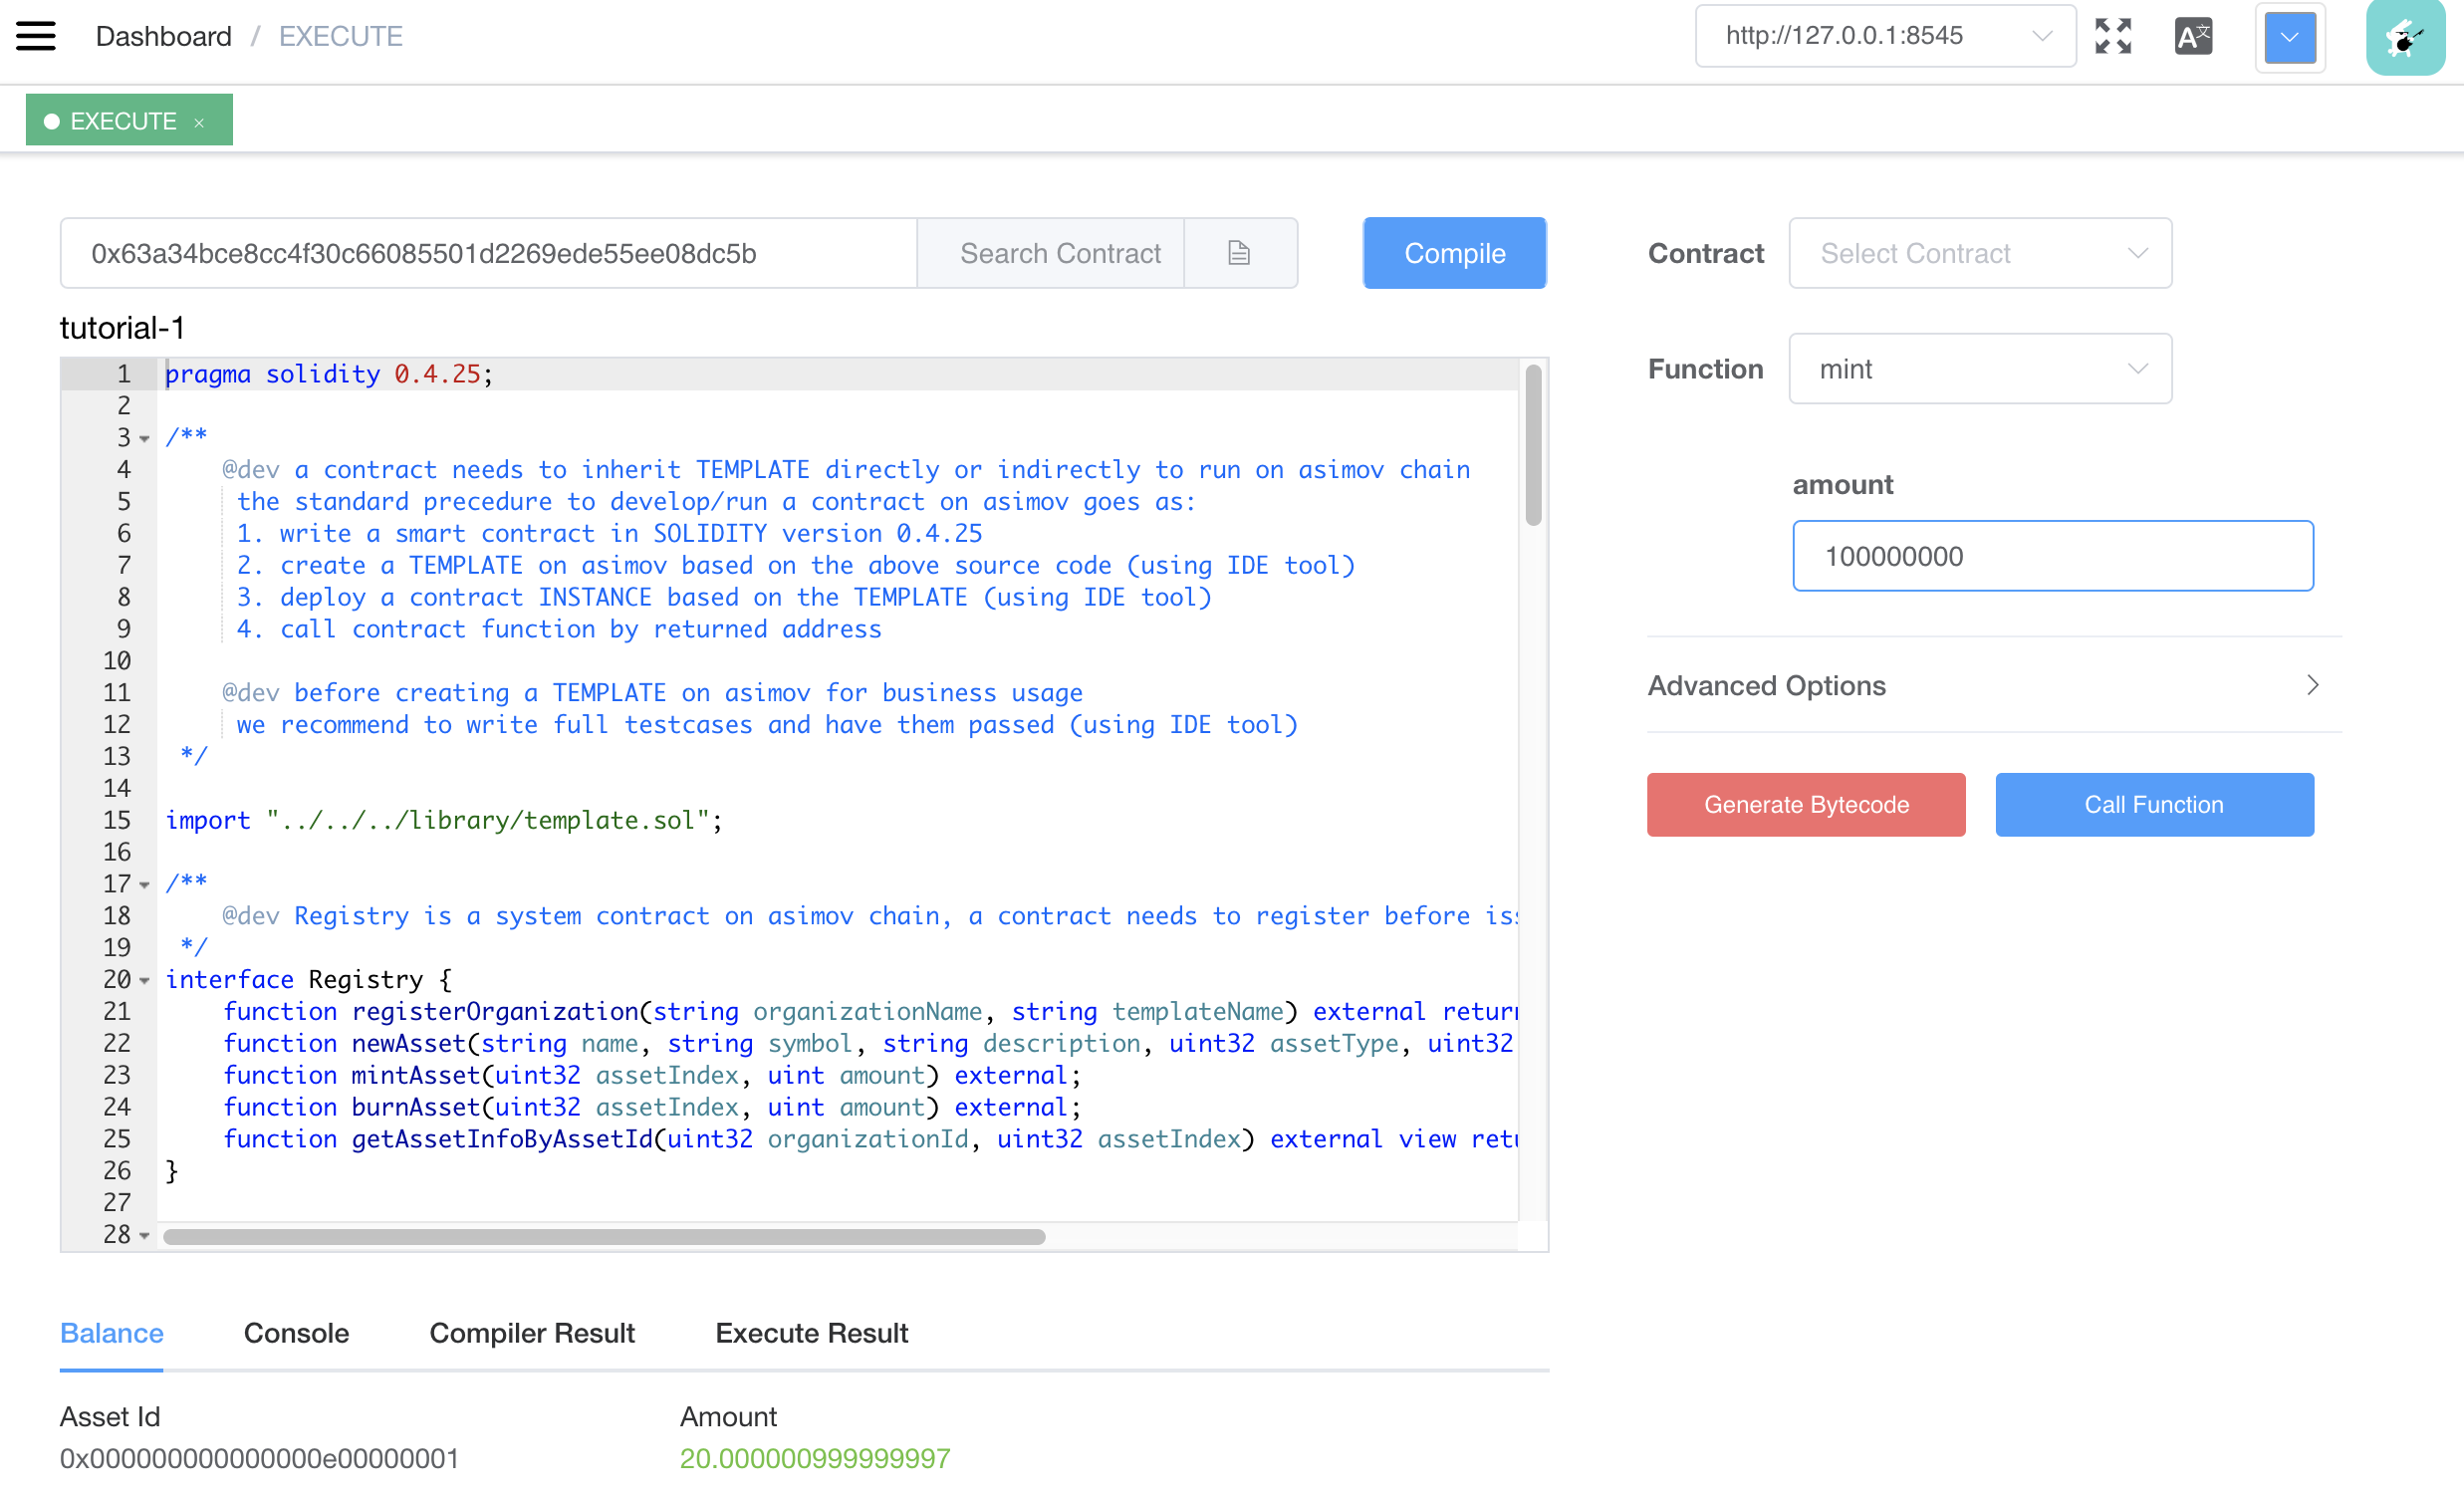 Dashboard / EXECUTE
http://127.0.0.1:8545
EXECUTE ×
0x63a34bce8cc4f30c66085501d2269ede55ee08dc5b
Search Contract
Compile
Contract
Select Contract
tutorial-1
Function
mint
amount
100000000
Advanced Options
Generate Bytecode
Call Function
1 pragma solidity 0.4.25;
2
3 /**
4 @dev a contract needs to inherit TEMPLATE directly or indirectly to run on asimov chain
5 the standard precedure to develop/run a contract on asimov goes as:
6 1. write a smart contract in SOLIDITY version 0.4.25
7 2. create a TEMPLATE on asimov based on the above source code (using IDE tool)
8 3. deploy a contract INSTANCE based on the TEMPLATE (using IDE tool)
9 4. call contract function by returned address
10
11 @dev before creating a TEMPLATE on asimov for business usage
12 we recommend to write full testcases and have them passed (using IDE tool)
13 */
14
15 import "../../../library/template.sol";
16
17 /**
18 @dev Registry is a system contract on asimov chain, a contract needs to register before
19 */
20 interface Registry {
21 function registerOrganization(string organizationName, string templateName) external
22 function newAsset(string name, string symbol, string description, uint32 assetType, uint32
23 function mintAsset(uint32 assetIndex, uint amount) external;
24 function burnAsset(uint32 assetIndex, uint amount) external;
25 function getAssetInfoByAssetId(uint32 organizationId, uint32 assetIndex) external view
26 }
27
28
Balance
Console
Compiler Result
Execute Result
Asset Id
Amount
0x000000000000000e00000001
20.000000999999997